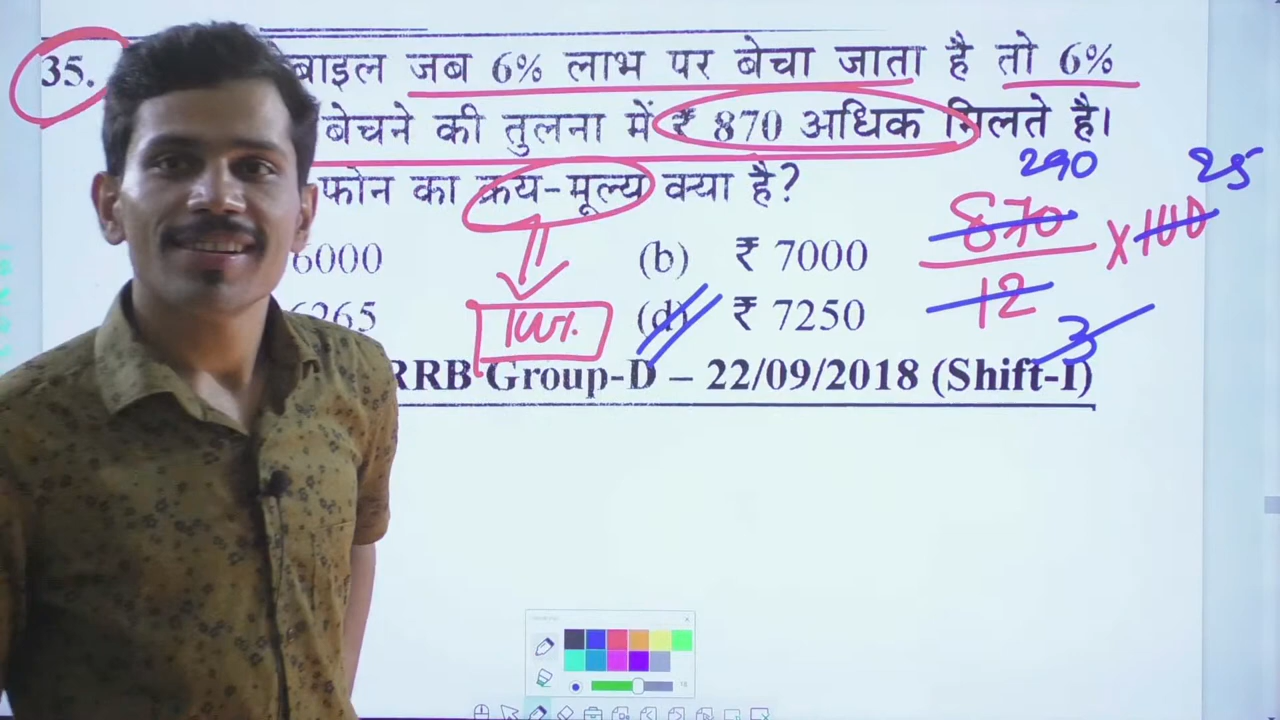 35. बाइल जब 6% लाभ पर बेचा जाता है तो 6%
बेचने की तुलना में ₹ 870 अधिक मिलते है।
फोन का क्रय-मूल्य क्या है?
6000 (b) ₹ 7000
6265 (d) ₹ 7250
RRB Group-D – 22/09/2018 (Shift-I)
100%
290 25
870 × 100
12
3